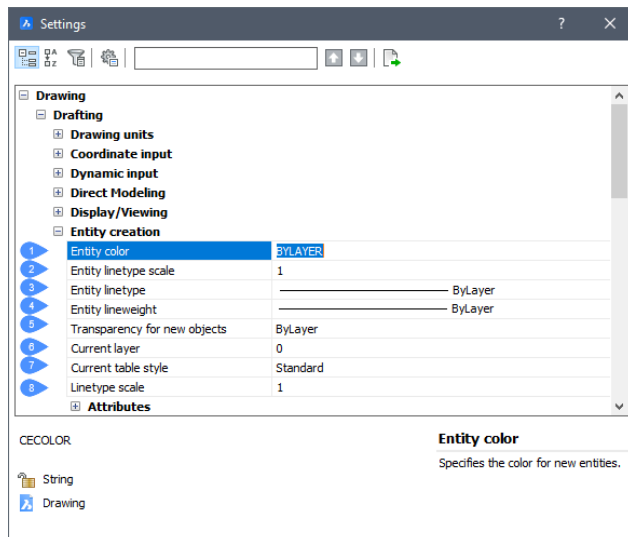 Settings
Drawing
Drafting
Drawing units
Coordinate input
Dynamic input
Direct Modeling
Display/Viewing
Entity creation
1 Entity color BYLAYER
2 Entity linetype scale 1
3 Entity linetype ByLayer
4 Entity lineweight ByLayer
5 Transparency for new objects ByLayer
6 Current layer 0
7 Current table style Standard
8 Linetype scale 1
Attributes
CECOLOR
Entity color
Specifies the color for new entities.
String
Drawing